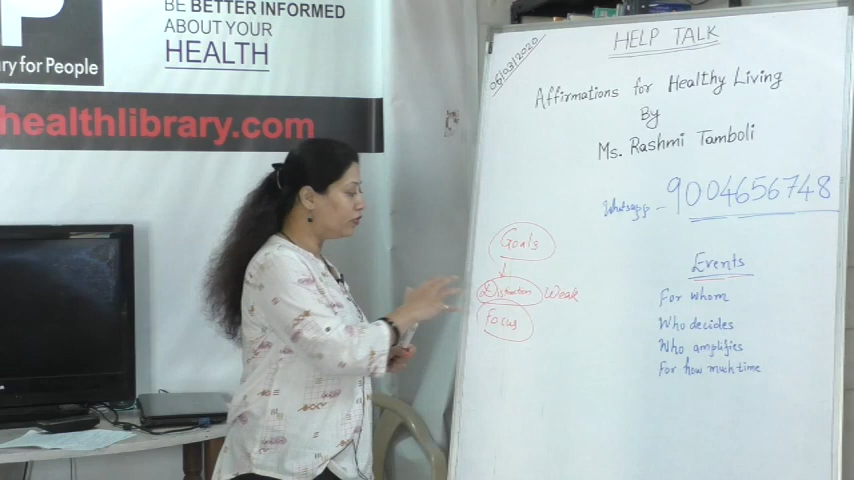 BE BETTER INFORMED
ABOUT YOUR
HEALTH
P
ary for People
healthlibrary.com
06/03/2020
HELP TALK
Affirmations for Healthy Living
By
Ms. Rashmi Tamboli
Whatsapp - 9004656748
Goals
Distraction Weak
Focus
Events
For whom
Who decides
Who amplifies
For how much time